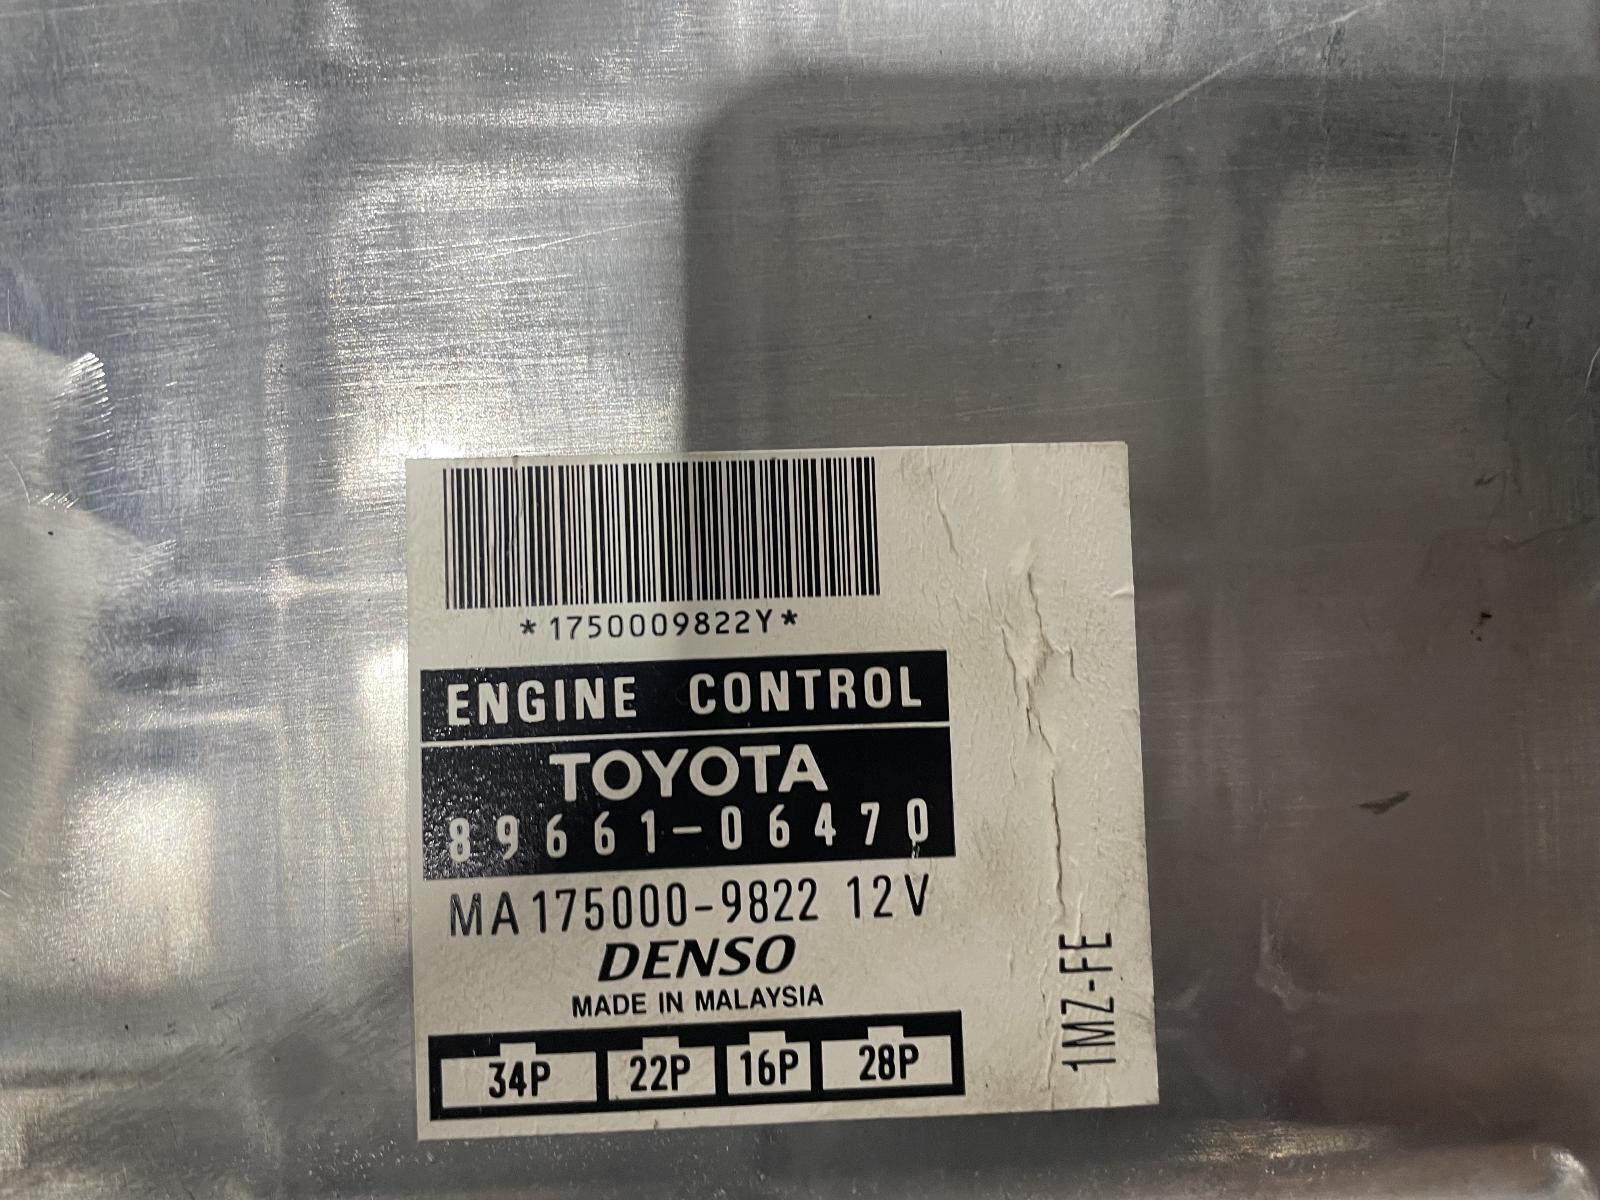 *1750009822Y*
ENGINE CONTROL
TOYOTA
89661-06470
MA175000-9822 12V
DENSO
MADE IN MALAYSIA
34P 22P 16P 28P
1MZ-FE